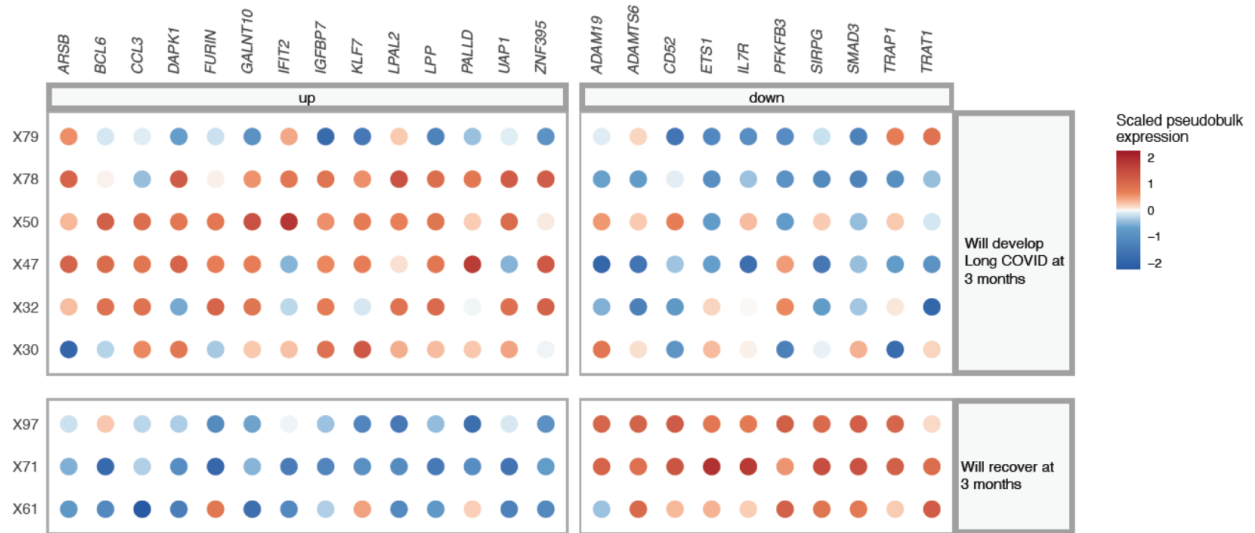 ARSB BCL6 CCL3 DAPK1 FURIN GALNT10 IFIT2 IGFBP7 KLF7 LPAL2 LPP PALLD UAP1 ZNF395 ADAM19 ADAMTS6 CD52 ETS1 IL7R PFKFB3 SIRPG SMAD3 TRAP1 TRAT1
up down
X79
X78
X50
X47
X32
X30
Will develop
Long COVID at
3 months
X97
X71
X61
Will recover at
3 months
Scaled pseudobulk
expression
2
1
0
−1
−2